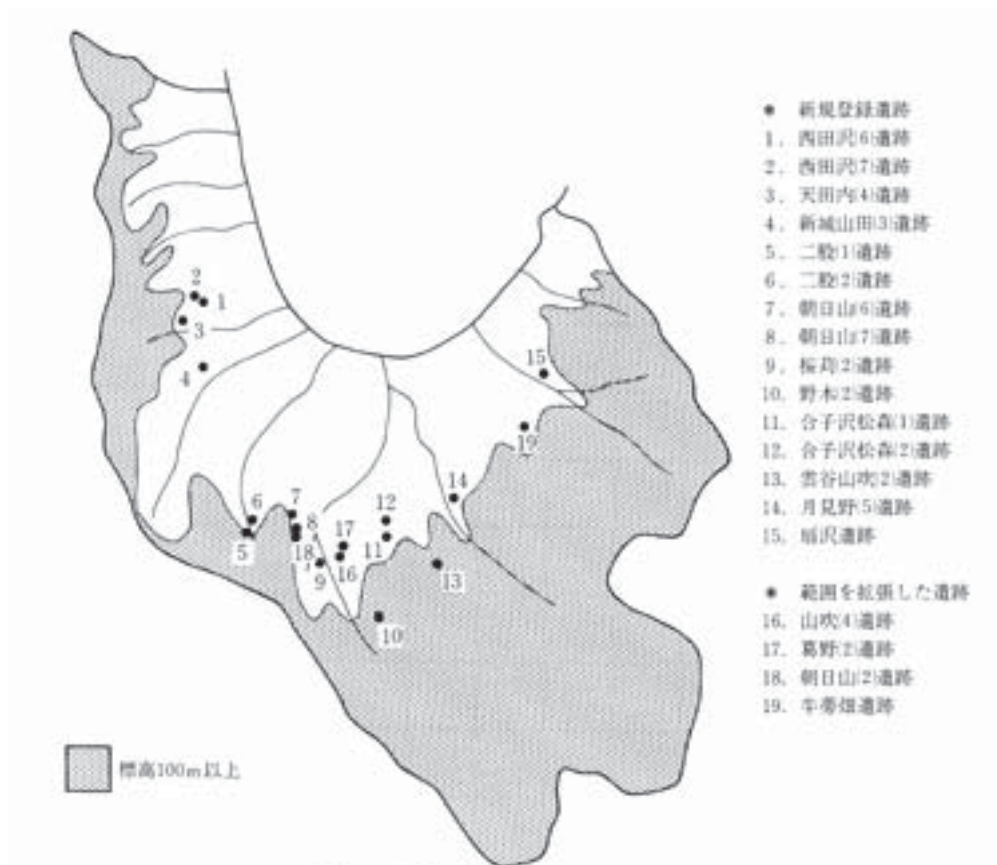 ● 新規登録遺跡
1. 西田沢(6)遺跡
2. 西田沢(7)遺跡
3. 天田内(4)遺跡
4. 新城山田(3)遺跡
5. 二股(1)遺跡
6. 二股(2)遺跡
7. 朝日山(6)遺跡
8. 朝日山(7)遺跡
9. 桜苅(2)遺跡
10. 野木(2)遺跡
11. 合子沢松森(1)遺跡
12. 合子沢松森(2)遺跡
13. 雲谷山吹(2)遺跡
14. 月見野(5)遺跡
15. 扇沢遺跡
● 範囲を拡張した遺跡
16. 山吹(4)遺跡
17. 葛野(2)遺跡
18. 朝日山(2)遺跡
19. 牛蒡畑遺跡
2
1
3
4
15
19
14
6
7
12
5
8
17
18
11
9
16
13
10
標高100m以上